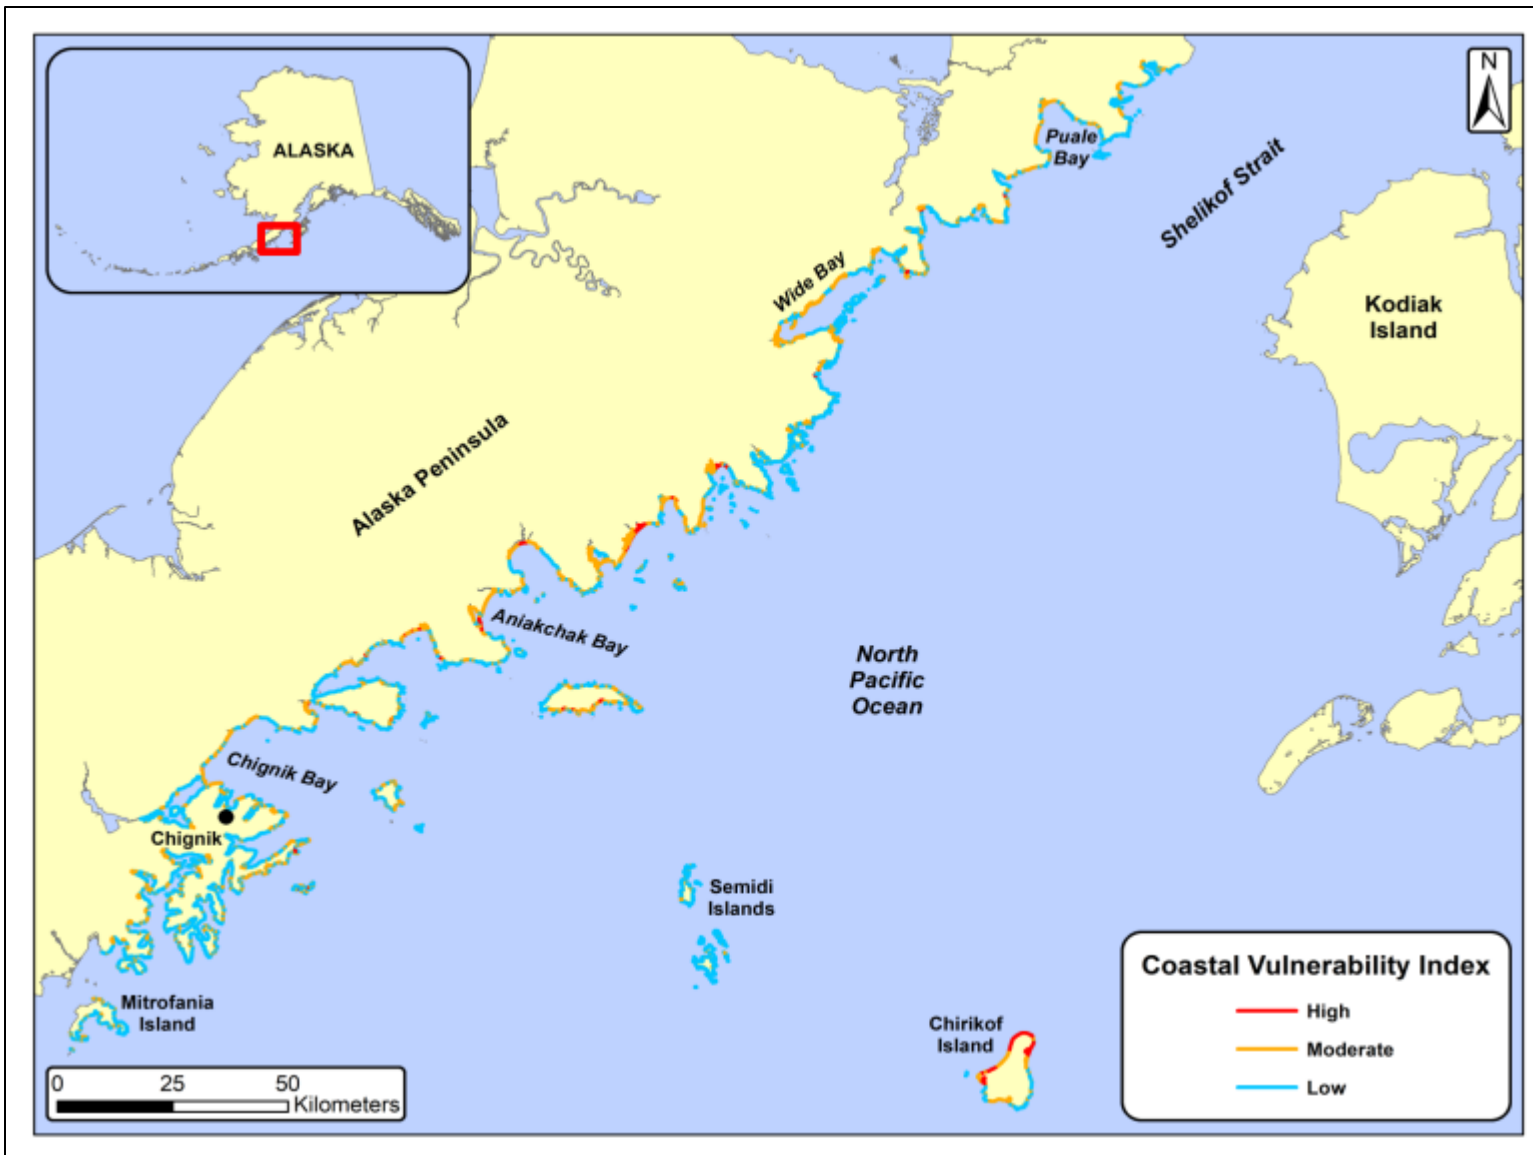 ALASKA
N
Puale
Bay
Shelikof Strait
Wide Bay
Kodiak
Island
Alaska Peninsula
Aniakchak Bay
North
Pacific
Ocean
Chignik Bay
Chignik
Semidi
Islands
Mitrofania
Island
Chirikof
Island
Coastal Vulnerability Index
High
Moderate
Low
0 25 50
Kilometers